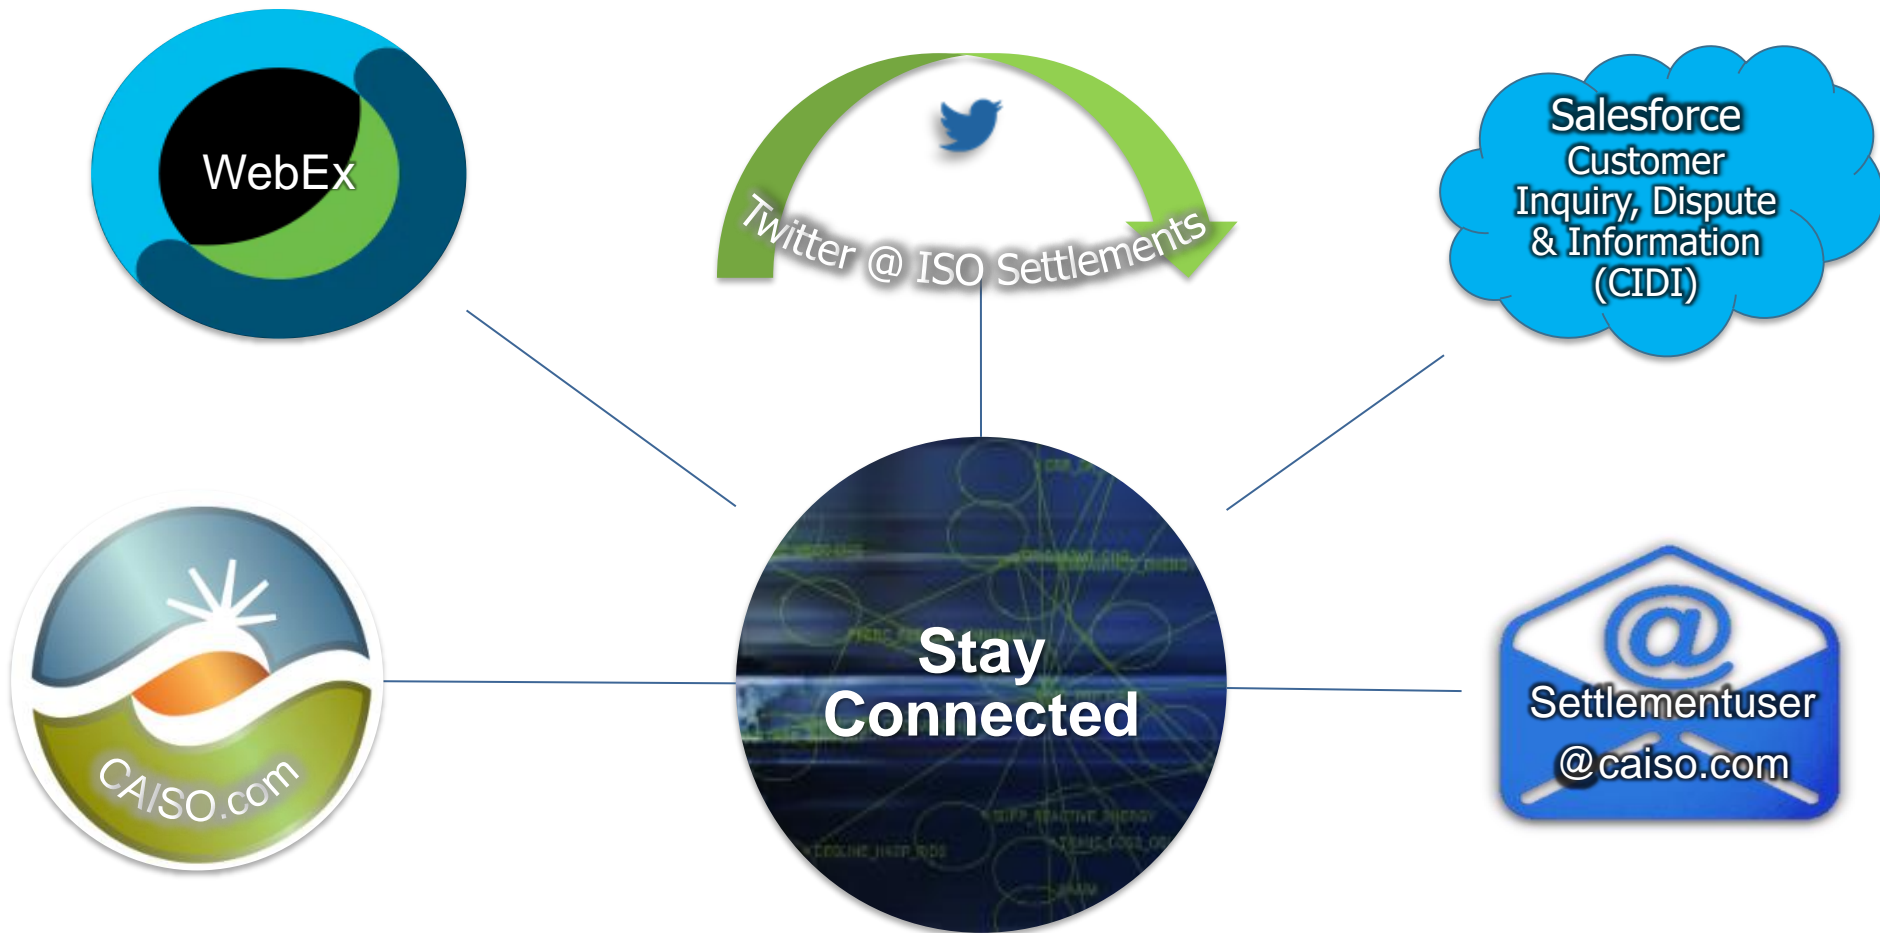 WebEx
Twitter @ ISO Settlements
Salesforce
Customer
Inquiry, Dispute
& Information
(CIDI)
CAISO.com
Stay
Connected
Settlementuser
@caiso.com